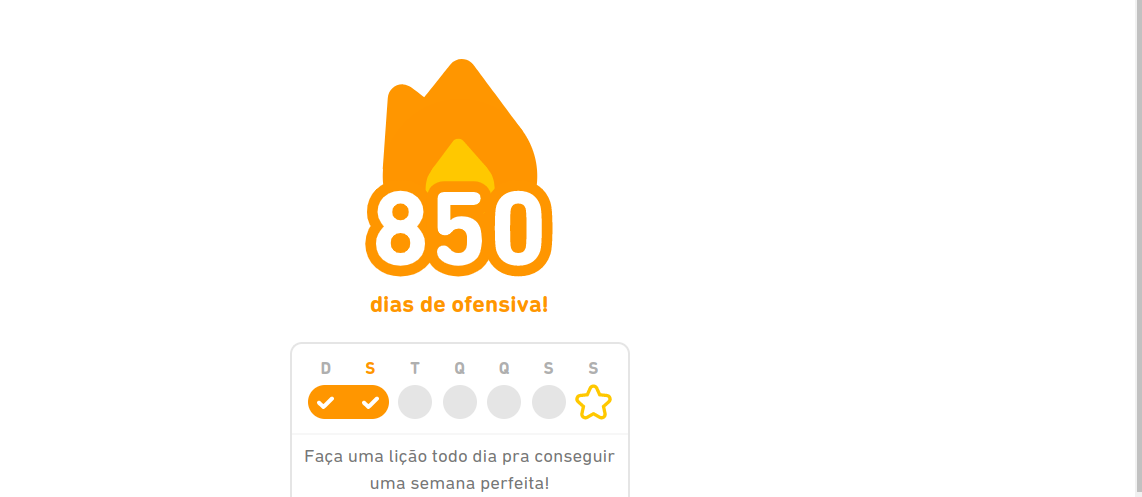 850
dias de ofensiva!
D S T Q Q S S
Faça uma lição todo dia pra conseguir
uma semana perfeita!